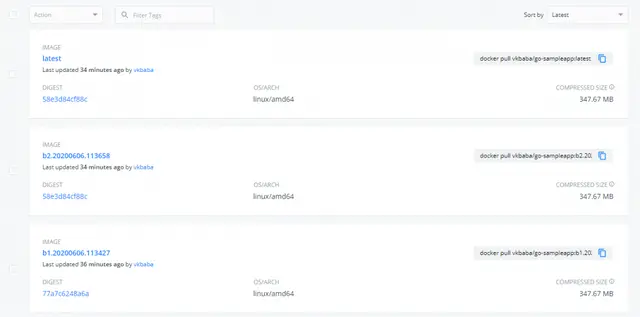 Action
Filter Tags
Sort by
Latest
IMAGE
latest
Last updated 34 minutes ago by vkbaba
docker pull vkbaba/go-sampleapp:latest
DIGEST
OS/ARCH
COMPRESSED SIZE
58e3d84cf88c
linux/amd64
347.67 MB
IMAGE
b2.20200606.113658
Last updated 34 minutes ago by vkbaba
docker pull vkbaba/go-sampleapp:b2.20
DIGEST
OS/ARCH
COMPRESSED SIZE
58e3d84cf88c
linux/amd64
347.67 MB
IMAGE
b1.20200606.113427
Last updated 36 minutes ago by vkbaba
docker pull vkbaba/go-sampleapp:b1.20
DIGEST
OS/ARCH
COMPRESSED SIZE
77a7c6248a6a
linux/amd64
347.67 MB